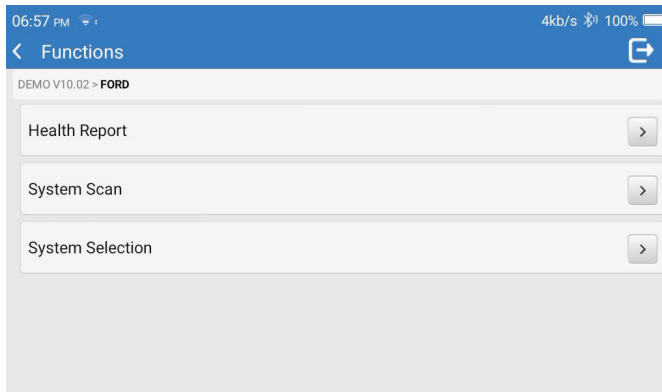 06:57 PM 4kb/s 100%
Functions
DEMO V10.02 > FORD
Health Report
System Scan
System Selection